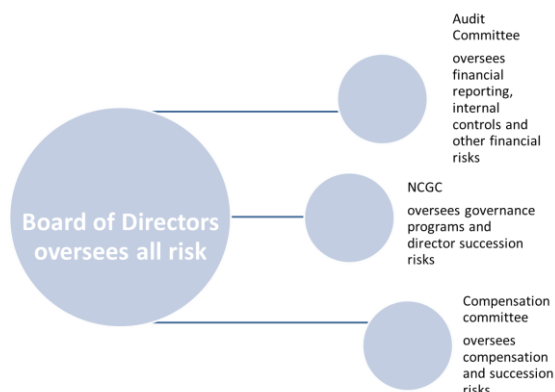 Board of Directors
oversees all risk
Audit
Committee
oversees
financial
reporting,
internal
controls and
other financial
risks
NCGC
oversees governance
programs and
director succession
risks
Compensation
committee
oversees
compensation
and succession
risks